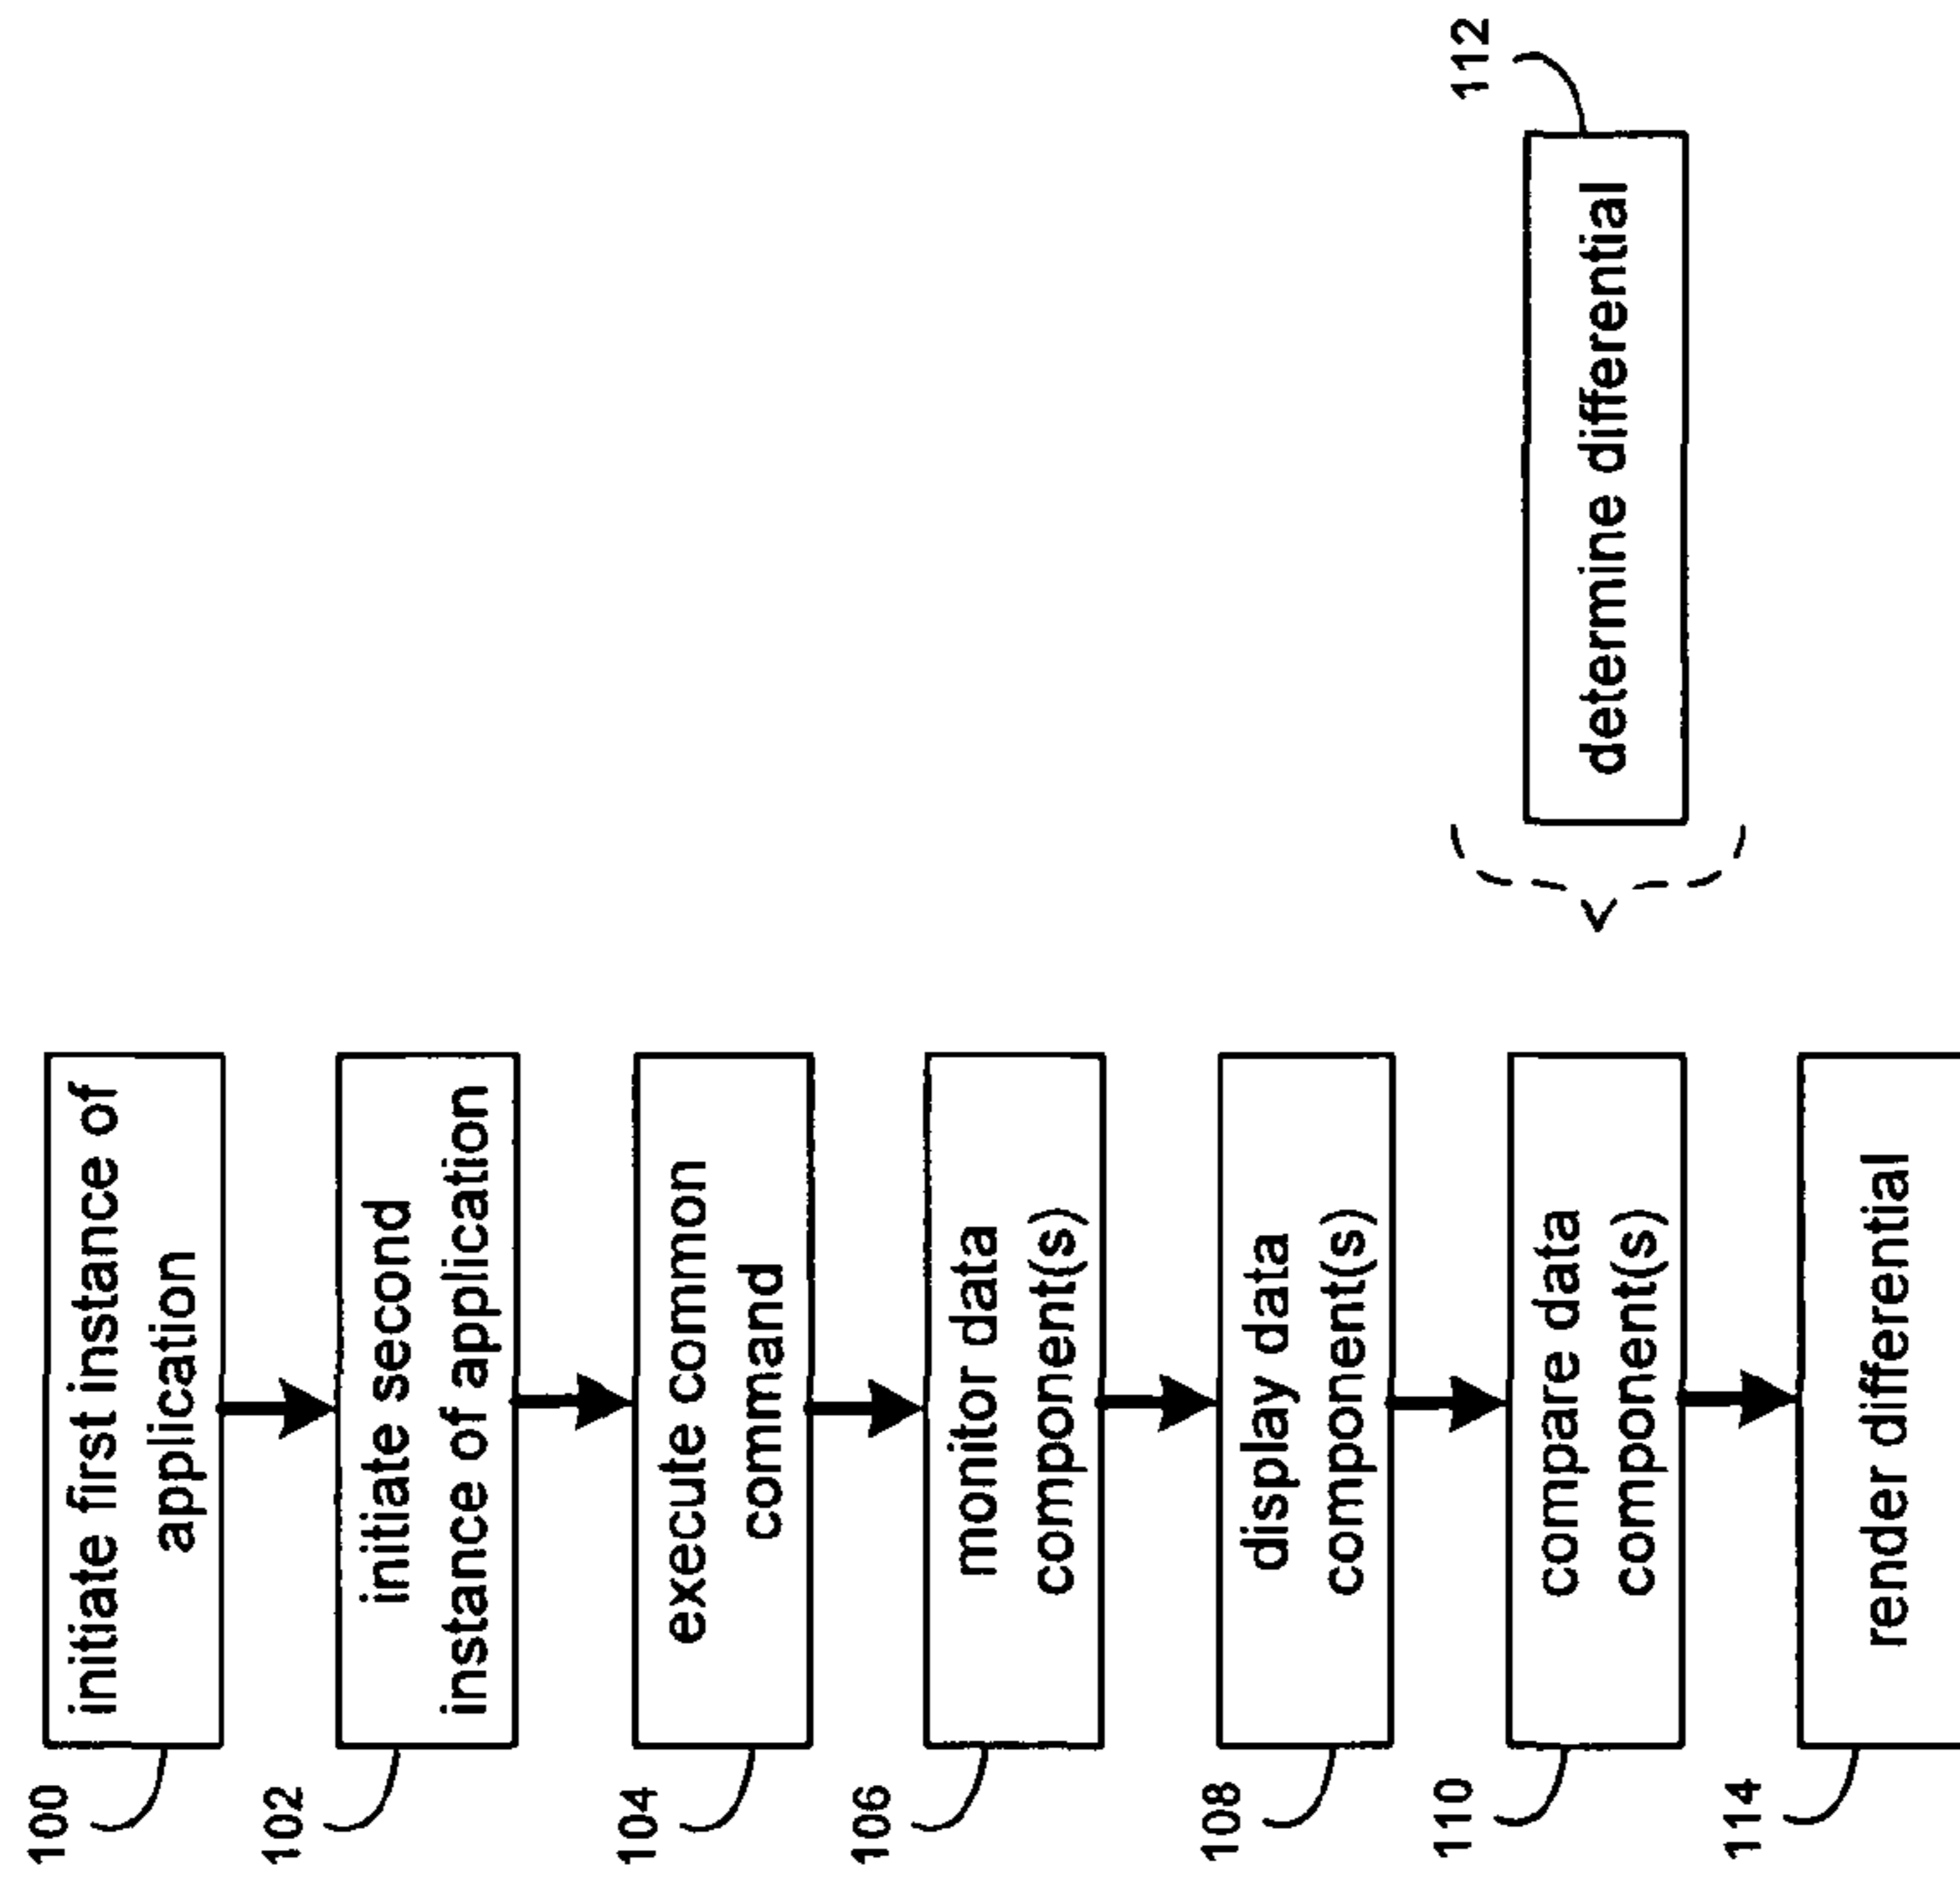 100
initiate first instance of
application
102
initiate second
instance of application
104
execute common
command
106
monitor data
component(s)
108
display data
component(s)
110
compare data
component(s)
112
determine differential
114
render differential